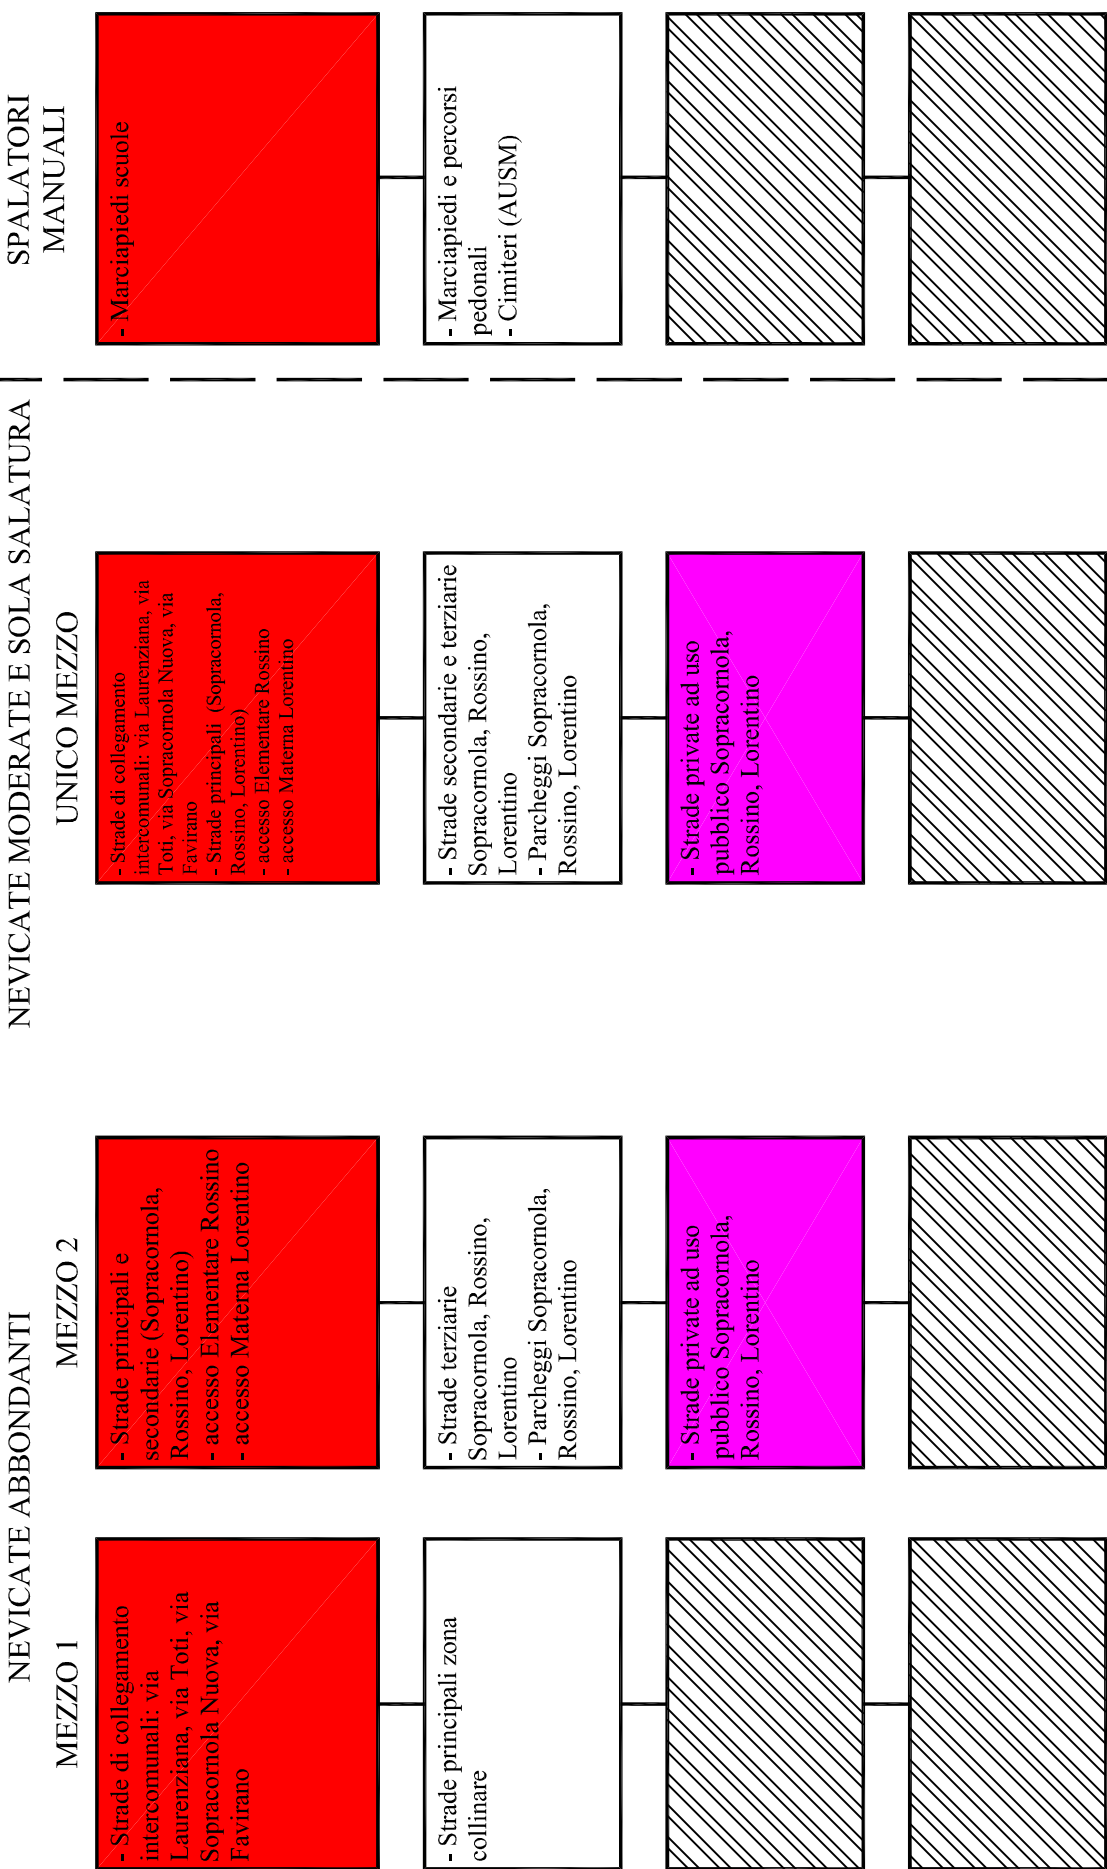 NEVICATE ABBONDANTI
MEZZO 1
- Strade di collegamento
intercomunali: via
Laurenziana, via Toti, via
Sopracornola Nuova, via
Favirano
- Strade principali zona
collinare
MEZZO 2
- Strade principali e
secondarie (Sopracornola,
Rossino, Lorentino)
- accesso Elementare Rossino
- accesso Materna Lorentino
- Strade terziarie
Sopracornola, Rossino,
Lorentino
- Parcheggi Sopracornola,
Rossino, Lorentino
- Strade private ad uso
pubblico Sopracornola,
Rossino, Lorentino
NEVICATE MODERATE E SOLA SALATURA
UNICO MEZZO
- Strade di collegamento
intercomunali: via Laurenziana, via
Toti, via Sopracornola Nuova, via
Favirano
- Strade principali (Sopracornola,
Rossino, Lorentino)
- accesso Elementare Rossino
- accesso Materna Lorentino
- Strade secondarie e terziarie
Sopracornola, Rossino,
Lorentino
- Parcheggi Sopracornola,
Rossino, Lorentino
- Strade private ad uso
pubblico Sopracornola,
Rossino, Lorentino
SPALATORI
MANUALI
- Marciapiedi scuole
- Marciapiedi e percorsi
pedonali
- Cimiteri (AUSM)